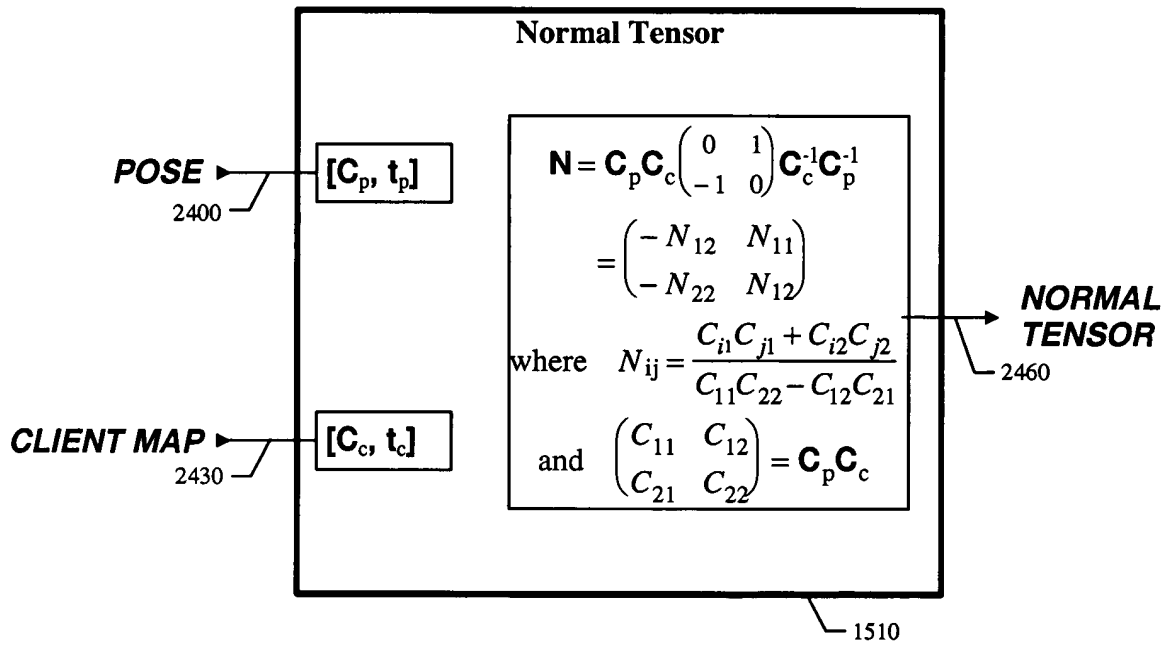 Normal Tensor
POSE
2400
[C_p, t_p]
CLIENT MAP
2430
[C_c, t_c]
N = C_p C_c ( 0 1 ; -1 0 ) C_c^-1 C_p^-1
= ( -N_12 N_11 ; -N_22 N_12 )
where N_ij = (C_i1 C_j1 + C_i2 C_j2) / (C_11 C_22 - C_12 C_21)
and ( C_11 C_12 ; C_21 C_22 ) = C_p C_c
NORMAL
TENSOR
2460
1510